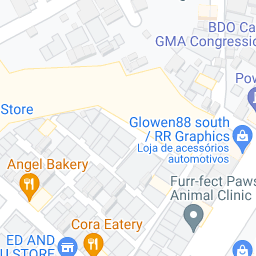 BDO Ca
GMA Congressio
Pow
Store
Glowen88 south
/ RR Graphics
Loja de acessórios
automotivos
Angel Bakery
Furr-fect Paws
Animal Clinic
Cora Eatery
ED AND
STORE